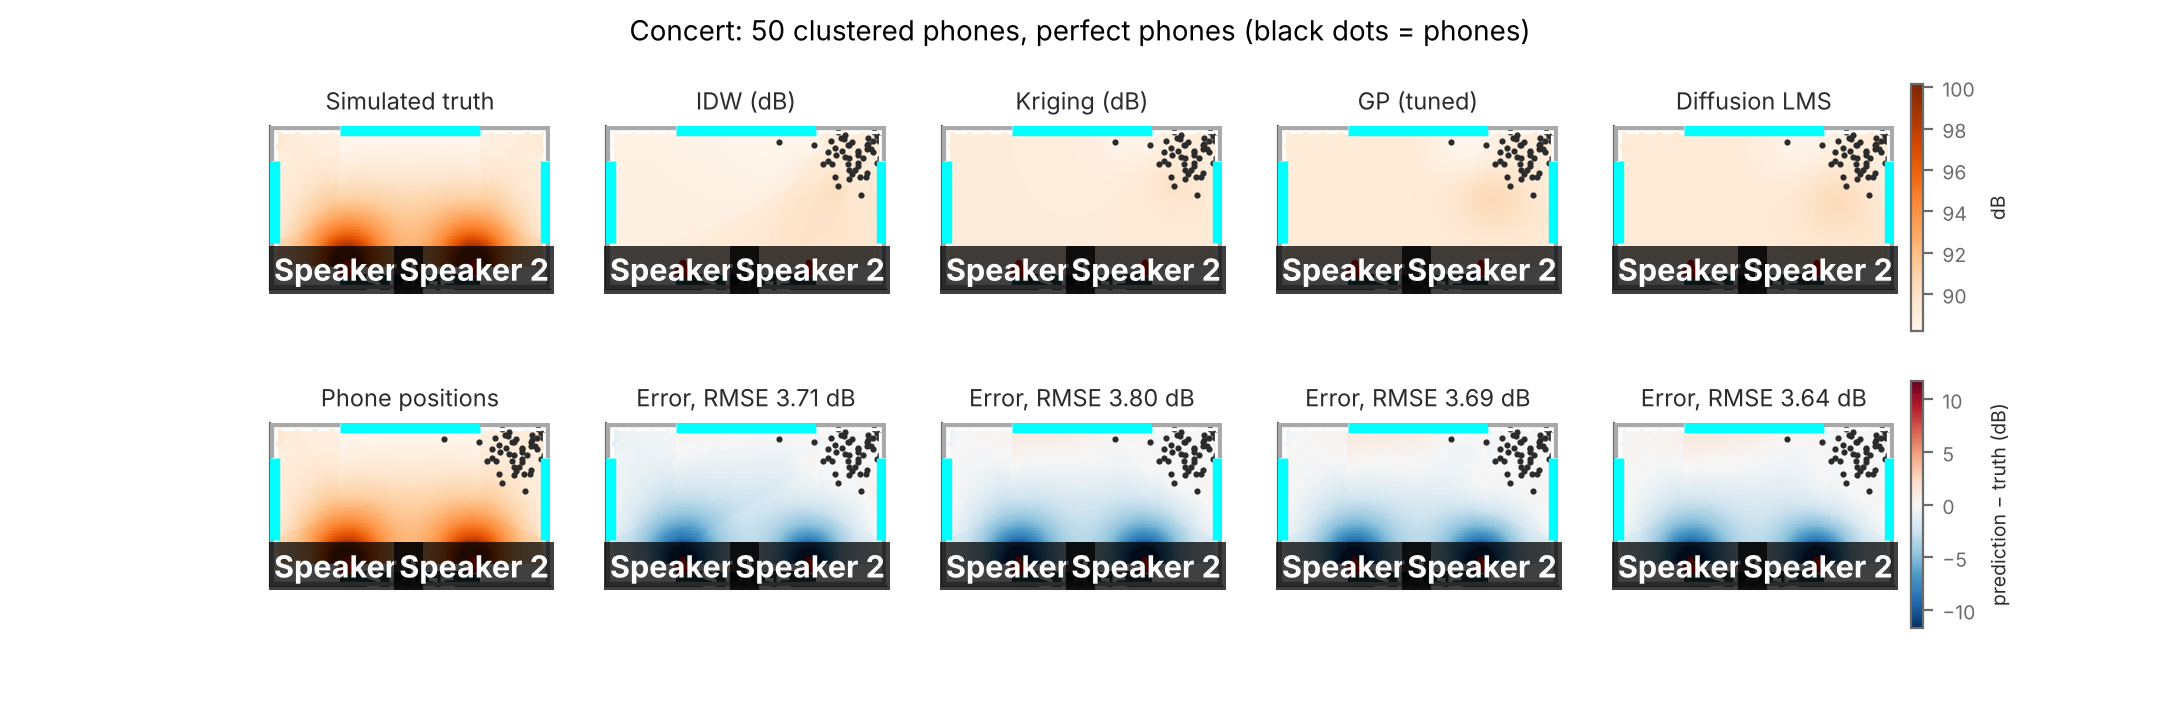 Concert: 50 clustered phones, perfect phones (black dots = phones)
Simulated truth
IDW (dB)
Kriging (dB)
GP (tuned)
Diffusion LMS
Speaker Speaker 2
Speaker Speaker 2
Speaker Speaker 2
Speaker Speaker 2
Speaker Speaker 2
100
98
96
94
92
90
dB
Phone positions
Error, RMSE 3.71 dB
Error, RMSE 3.80 dB
Error, RMSE 3.69 dB
Error, RMSE 3.64 dB
Speaker Speaker 2
Speaker Speaker 2
Speaker Speaker 2
Speaker Speaker 2
Speaker Speaker 2
10
5
0
−5
−10
prediction − truth (dB)